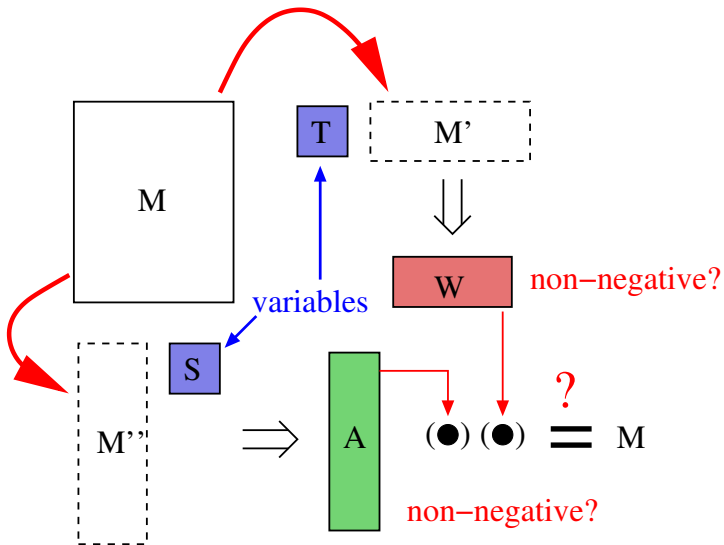 T
M'
M
W
non−negative?
variables
S
?
M''
A
(●) (●) = M
non−negative?